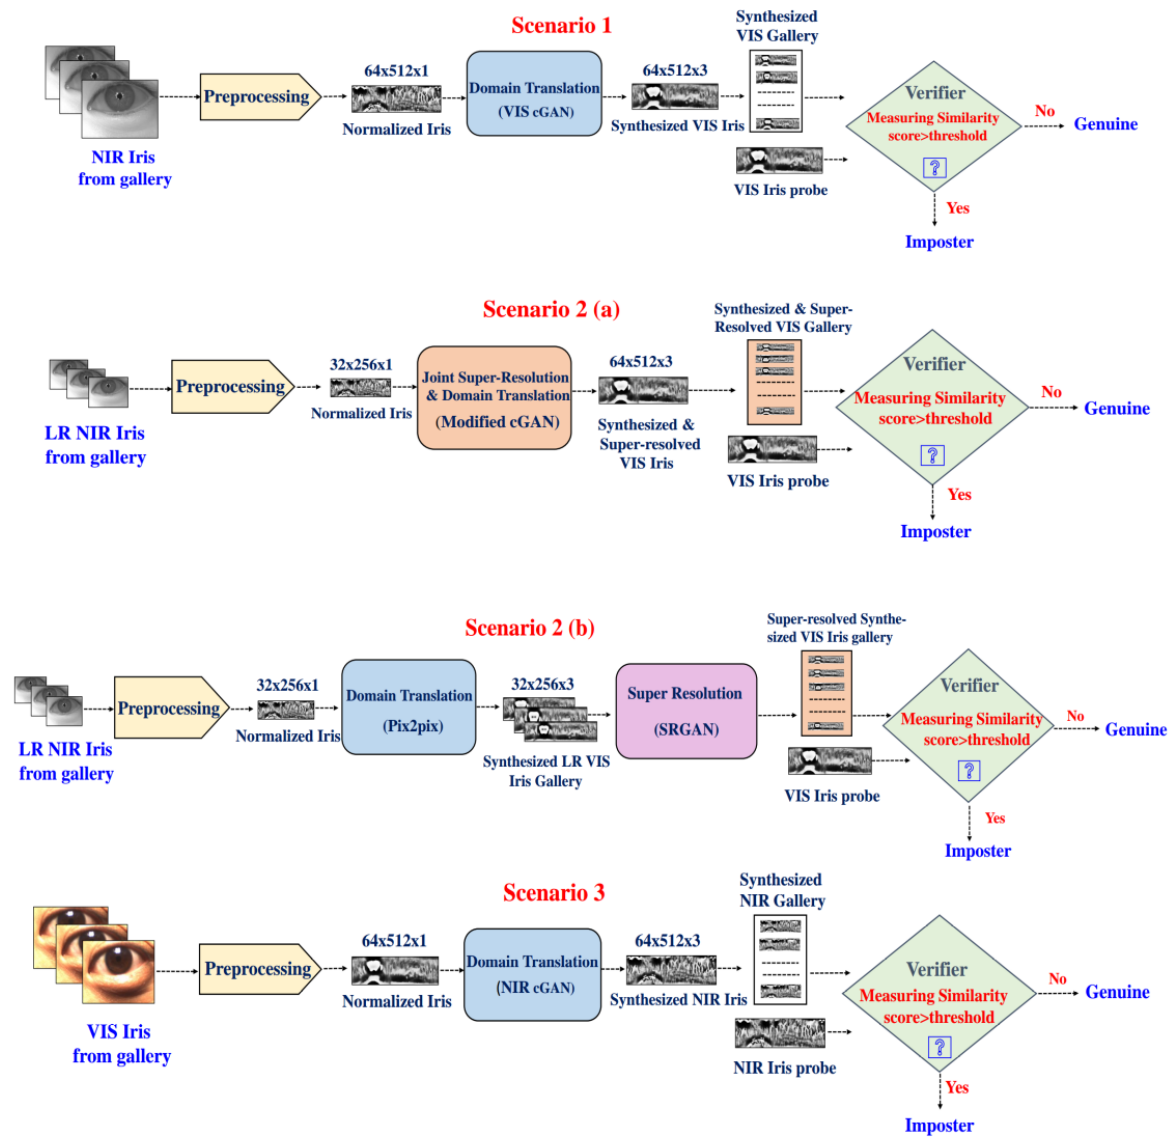 Scenario 1
NIR Iris
from gallery
Preprocessing
64x512x1
Normalized Iris
Domain Translation
(VIS cGAN)
64x512x3
Synthesized VIS Iris
Synthesized
VIS Gallery
VIS Iris probe
Verifier
Measuring Similarity
score>threshold
?
No
Genuine
Yes
Imposter
Scenario 2 (a)
LR NIR Iris
from gallery
Preprocessing
32x256x1
Normalized Iris
Joint Super-Resolution
& Domain Translation
(Modified cGAN)
64x512x3
Synthesized &
Super-resolved
VIS Iris
Synthesized & Super-
Resolved VIS Gallery
VIS Iris probe
Verifier
Measuring Similarity
score>threshold
?
No
Genuine
Yes
Imposter
Scenario 2 (b)
LR NIR Iris
from gallery
Preprocessing
32x256x1
Normalized Iris
Domain Translation
(Pix2pix)
32x256x3
Synthesized LR VIS
Iris Gallery
Super Resolution
(SRGAN)
Super-resolved Synthe-
sized VIS Iris gallery
VIS Iris probe
Verifier
Measuring Similarity
score>threshold
?
No
Genuine
Yes
Imposter
Scenario 3
VIS Iris
from gallery
Preprocessing
64x512x1
Normalized Iris
Domain Translation
(NIR cGAN)
64x512x3
Synthesized NIR Iris
Synthesized
NIR Gallery
NIR Iris probe
Verifier
Measuring Similarity
score>threshold
?
No
Genuine
Yes
Imposter